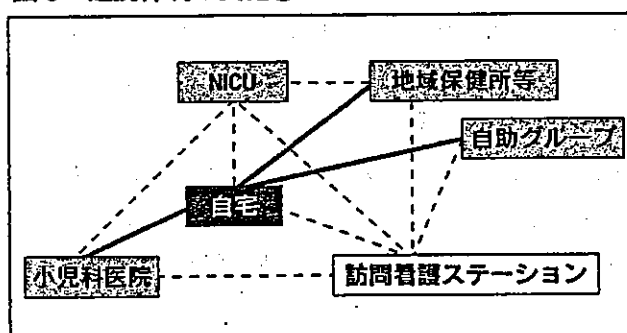 NICU
地域保健所等
自助グループ
自宅
小児科医院
訪問看護ステーション